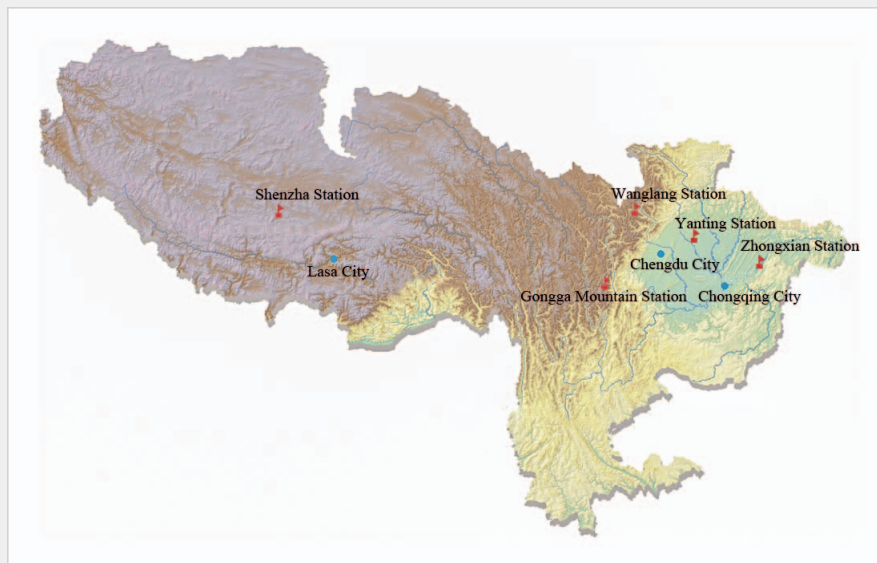 Shenzha Station
Wanglang Station
Yanting Station
Zhongxian Station
Lasa City
Chengdu City
Gongga Mountain Station
Chongqing City